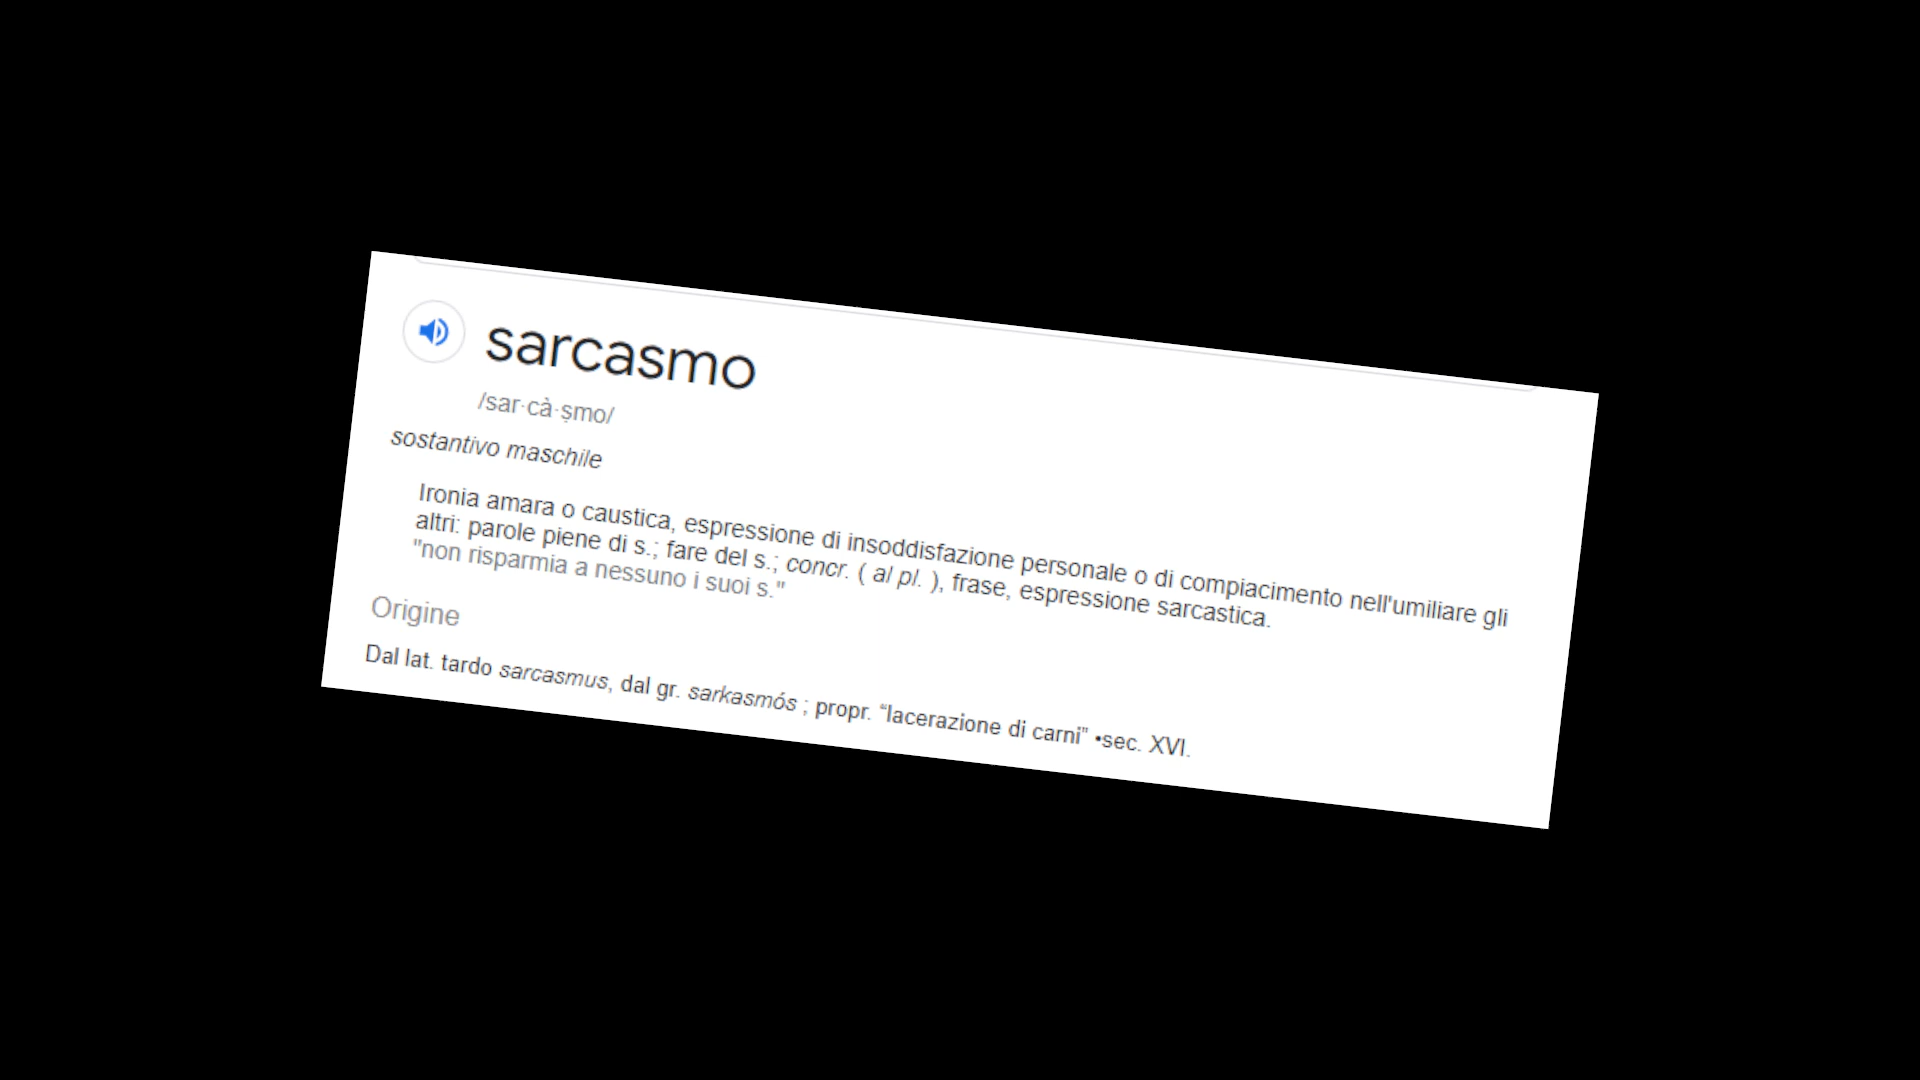 sarcasmo
/sar·cà·ṣmo/
sostantivo maschile
Ironia amara o caustica, espressione di insoddisfazione personale o di compiacimento nell'umiliare gli
altri: parole piene di s.; fare del s.; concr. ( al pl. ), frase, espressione sarcastica.
"non risparmia a nessuno i suoi s."
Origine
Dal lat. tardo sarcasmus, dal gr. sarkasmós ; propr. “lacerazione di carni” •sec. XVI.